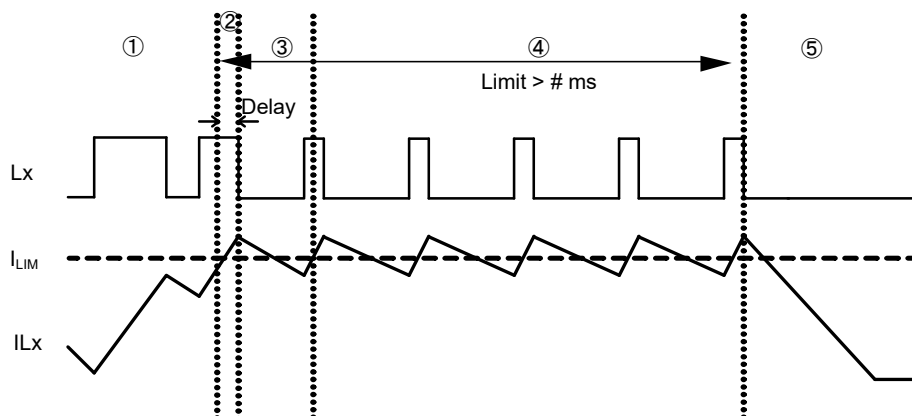 ① ② ③ ④ ⑤
Limit > # ms
Delay
Lx
ILIM
ILx